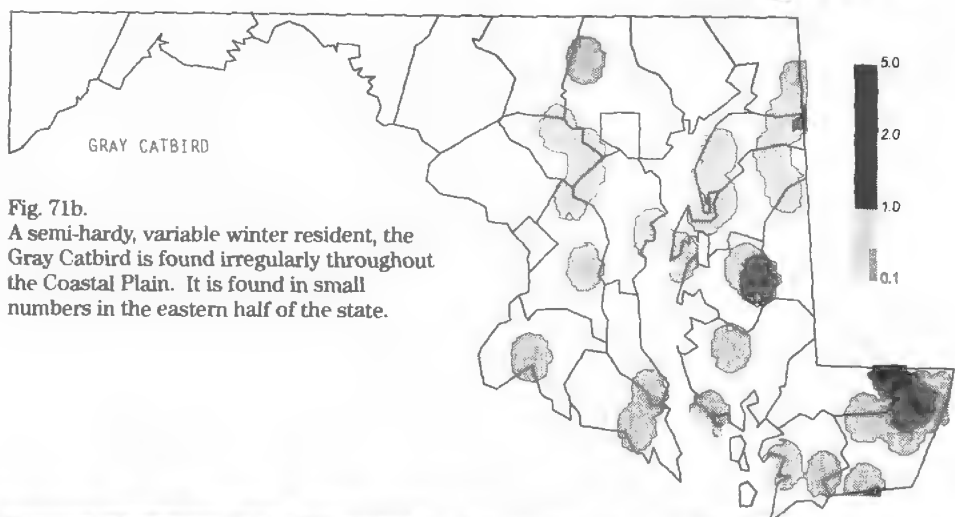 GRAY CATBIRD
Fig. 71b.
A semi-hardy, variable winter resident, the
Gray Catbird is found irregularly throughout
the Coastal Plain. It is found in small
numbers in the eastern half of the state.
5.0
2.0
1.0
0.1